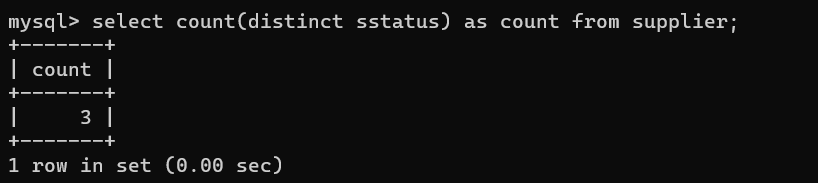 mysql> select count(distinct sstatus) as count from supplier;
+-------+
| count |
+-------+
|     3 |
+-------+
1 row in set (0.00 sec)